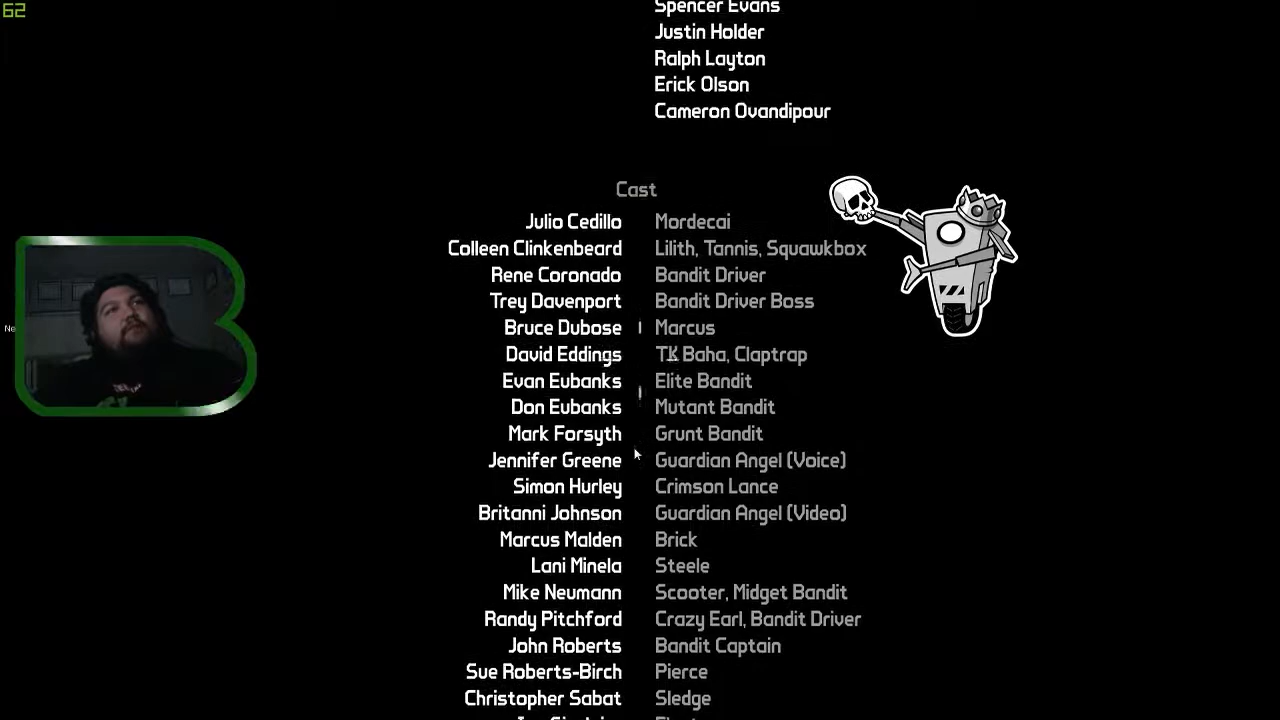 62
Spencer Evans
Justin Holder
Ralph Layton
Erick Olson
Cameron Ovandipour
Cast
Julio Cedillo Mordecai
Colleen Clinkenbeard Lilith, Tannis, Squawkbox
Rene Coronado Bandit Driver
Trey Davenport Bandit Driver Boss
Bruce Dubose Marcus
Ne
David Eddings TK Baha, Claptrap
Evan Eubanks Elite Bandit
Don Eubanks Mutant Bandit
Mark Forsyth Grunt Bandit
Jennifer Greene Guardian Angel (Voice)
Simon Hurley Crimson Lance
Britanni Johnson Guardian Angel (Video)
Marcus Malden Brick
Lani Minela Steele
Mike Neumann Scooter, Midget Bandit
Randy Pitchford Crazy Earl, Bandit Driver
John Roberts Bandit Captain
Sue Roberts-Birch Pierce
Christopher Sabat Sledge